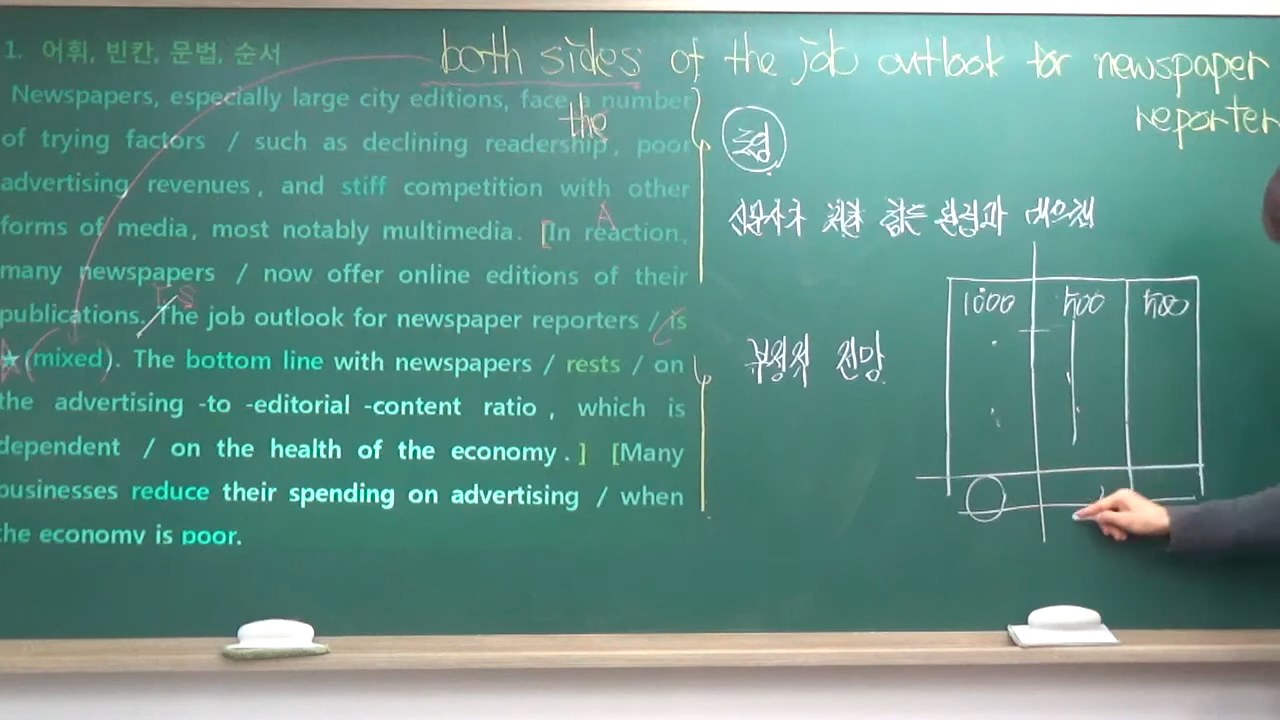 1. 어휘, 빈칸, 문법, 순서
both sides of the job outlook for newspaper
reporter
the
Newspapers, especially large city editions, face a number
of trying factors / such as declining readership, poor
advertising revenues, and stiff competition with other
A
forms of media, most notably multimedia. [In reaction,
many newspapers / now offer online editions of their
T.S
publications. The job outlook for newspaper reporters / is
★(mixed). The bottom line with newspapers / rests / on
the advertising -to -editorial -content ratio, which is
dependent / on the health of the economy.] [Many
businesses reduce their spending on advertising / when
the economy is poor.
신문사가 처한 힘든 환경과
부정적 전망
1000 500 500